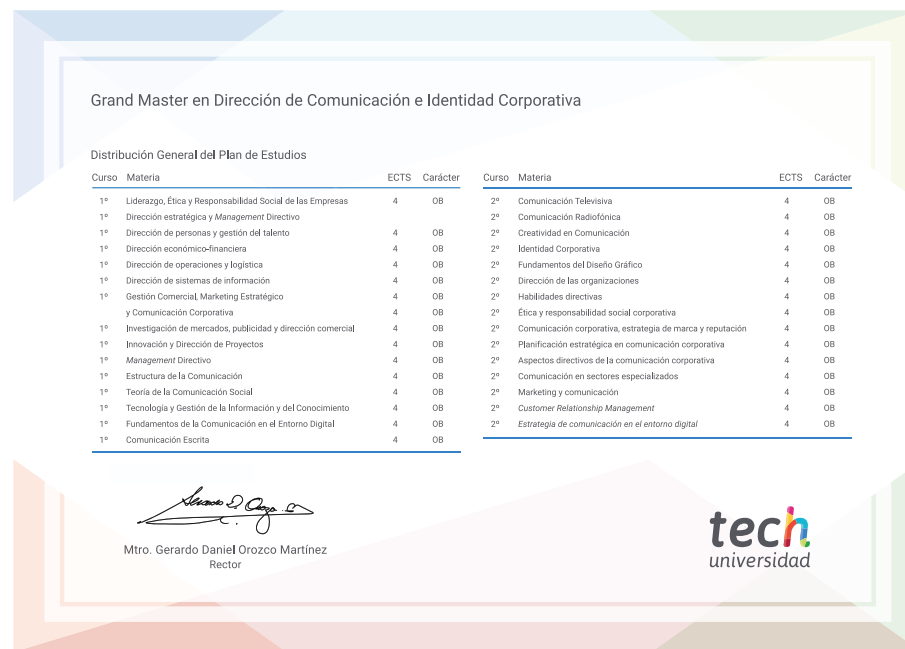 Grand Master en Dirección de Comunicación e Identidad Corporativa
Distribución General del Plan de Estudios
Curso Materia ECTS Carácter
1º Liderazgo, Ética y Responsabilidad Social de las Empresas 4 OB
1º Dirección estratégica y Management Directivo
1º Dirección de personas y gestión del talento 4 OB
1º Dirección económico-financiera 4 OB
1º Dirección de operaciones y logística 4 OB
1º Dirección de sistemas de información 4 OB
1º Gestión Comercial, Marketing Estratégico 4 OB
y Comunicación Corporativa 4 OB
1º Investigación de mercados, publicidad y dirección comercial 4 OB
1º Innovación y Dirección de Proyectos 4 OB
1º Management Directivo 4 OB
1º Estructura de la Comunicación 4 OB
1º Teoría de la Comunicación Social 4 OB
1º Tecnología y Gestión de la Información y del Conocimiento 4 OB
1º Fundamentos de la Comunicación en el Entorno Digital 4 OB
1º Comunicación Escrita 4 OB
Curso Materia ECTS Carácter
2º Comunicación Televisiva 4 OB
2º Comunicación Radiofónica 4 OB
2º Creatividad en Comunicación 4 OB
2º Identidad Corporativa 4 OB
2º Fundamentos del Diseño Gráfico 4 OB
2º Dirección de las organizaciones 4 OB
2º Habilidades directivas 4 OB
2º Ética y responsabilidad social corporativa 4 OB
2º Comunicación corporativa, estrategia de marca y reputación 4 OB
2º Planificación estratégica en comunicación corporativa 4 OB
2º Aspectos directivos de la comunicación corporativa 4 OB
2º Comunicación en sectores especializados 4 OB
2º Marketing y comunicación 4 OB
2º Customer Relationship Management 4 OB
2º Estrategia de comunicación en el entorno digital 4 OB
Mtro. Gerardo Daniel Orozco Martínez
Rector
tech
universidad